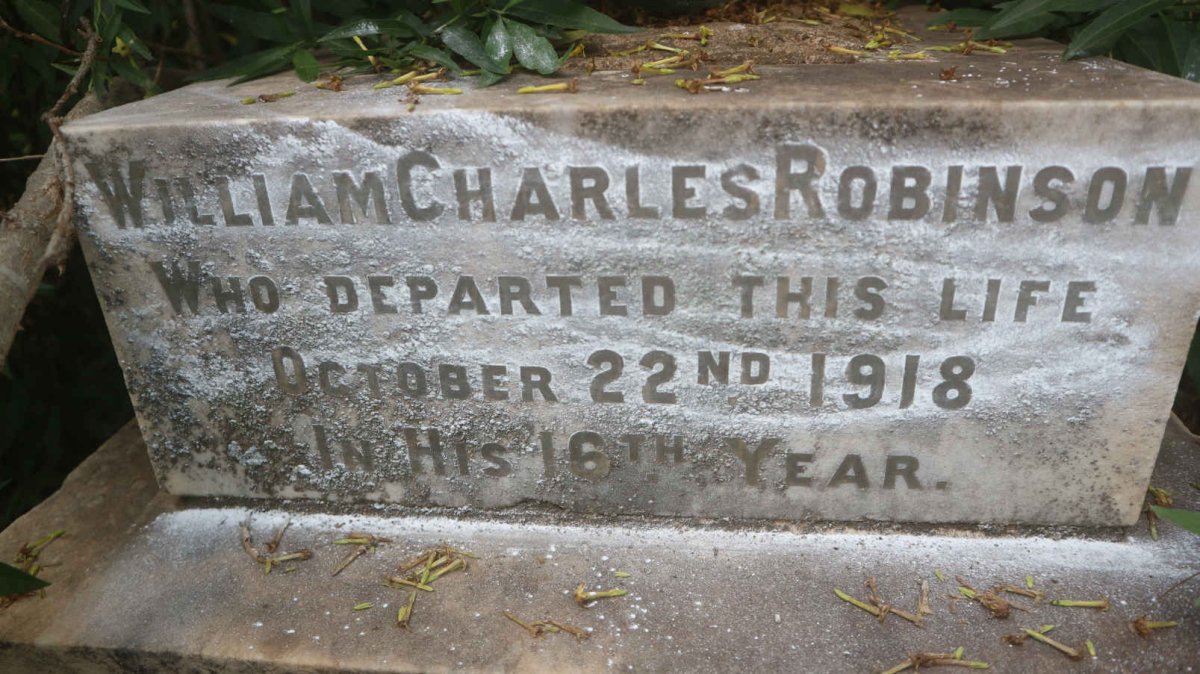 William Charles Robinson
Who departed this Life
October 22nd 1918
In His 16th Year.